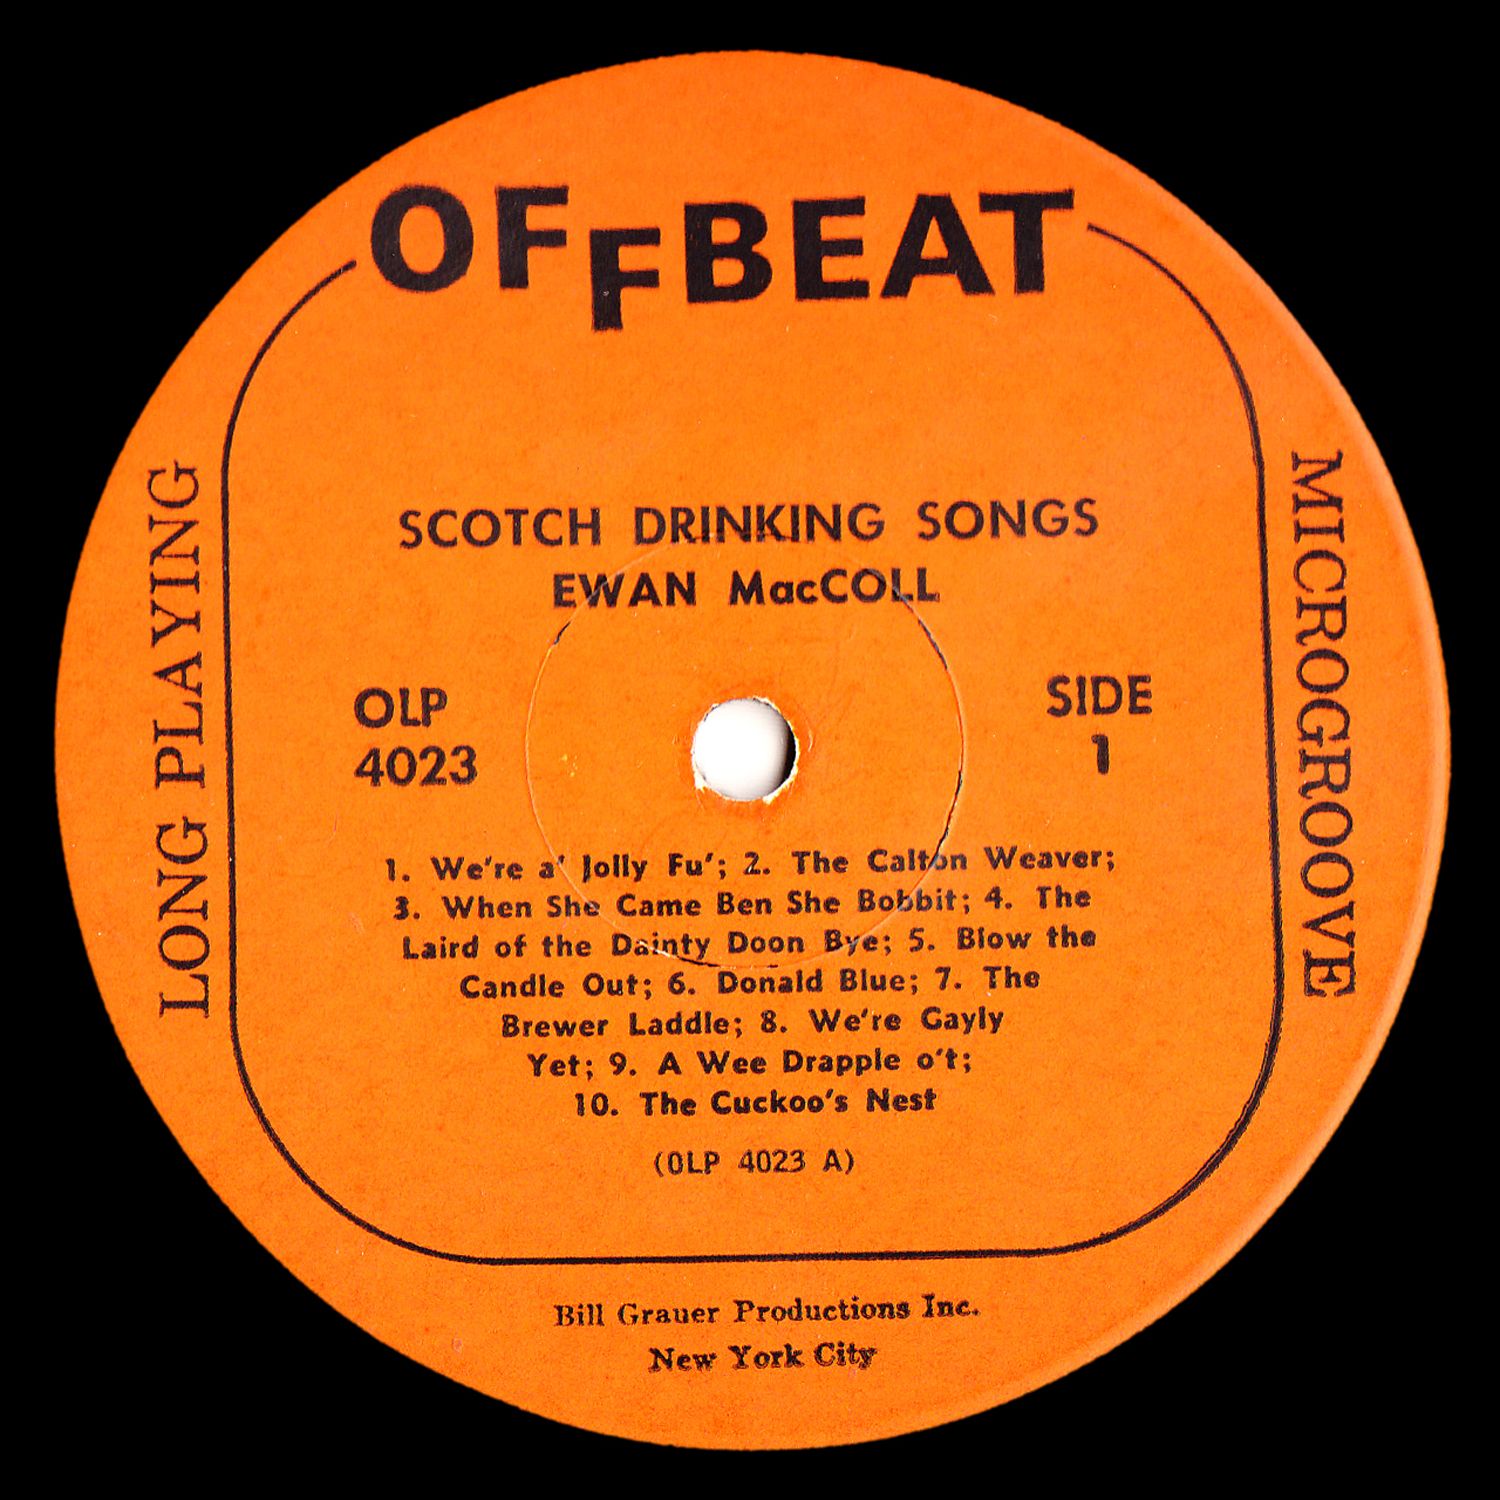 OFFBEAT
LONG PLAYING
MICROGROOVE
SCOTCH DRINKING SONGS
EWAN MacCOLL
OLP
4023
SIDE
1
1. We're a' Jolly Fu'; 2. The Calton Weaver;
3. When She Came Ben She Bobbit; 4. The
Laird of the Dainty Doon Bye; 5. Blow the
Candle Out; 6. Donald Blue; 7. The
Brewer Laddle; 8. We're Gayly
Yet; 9. A Wee Drapple o't;
10. The Cuckoo's Nest
(OLP 4023 A)
Bill Grauer Productions Inc.
New York City